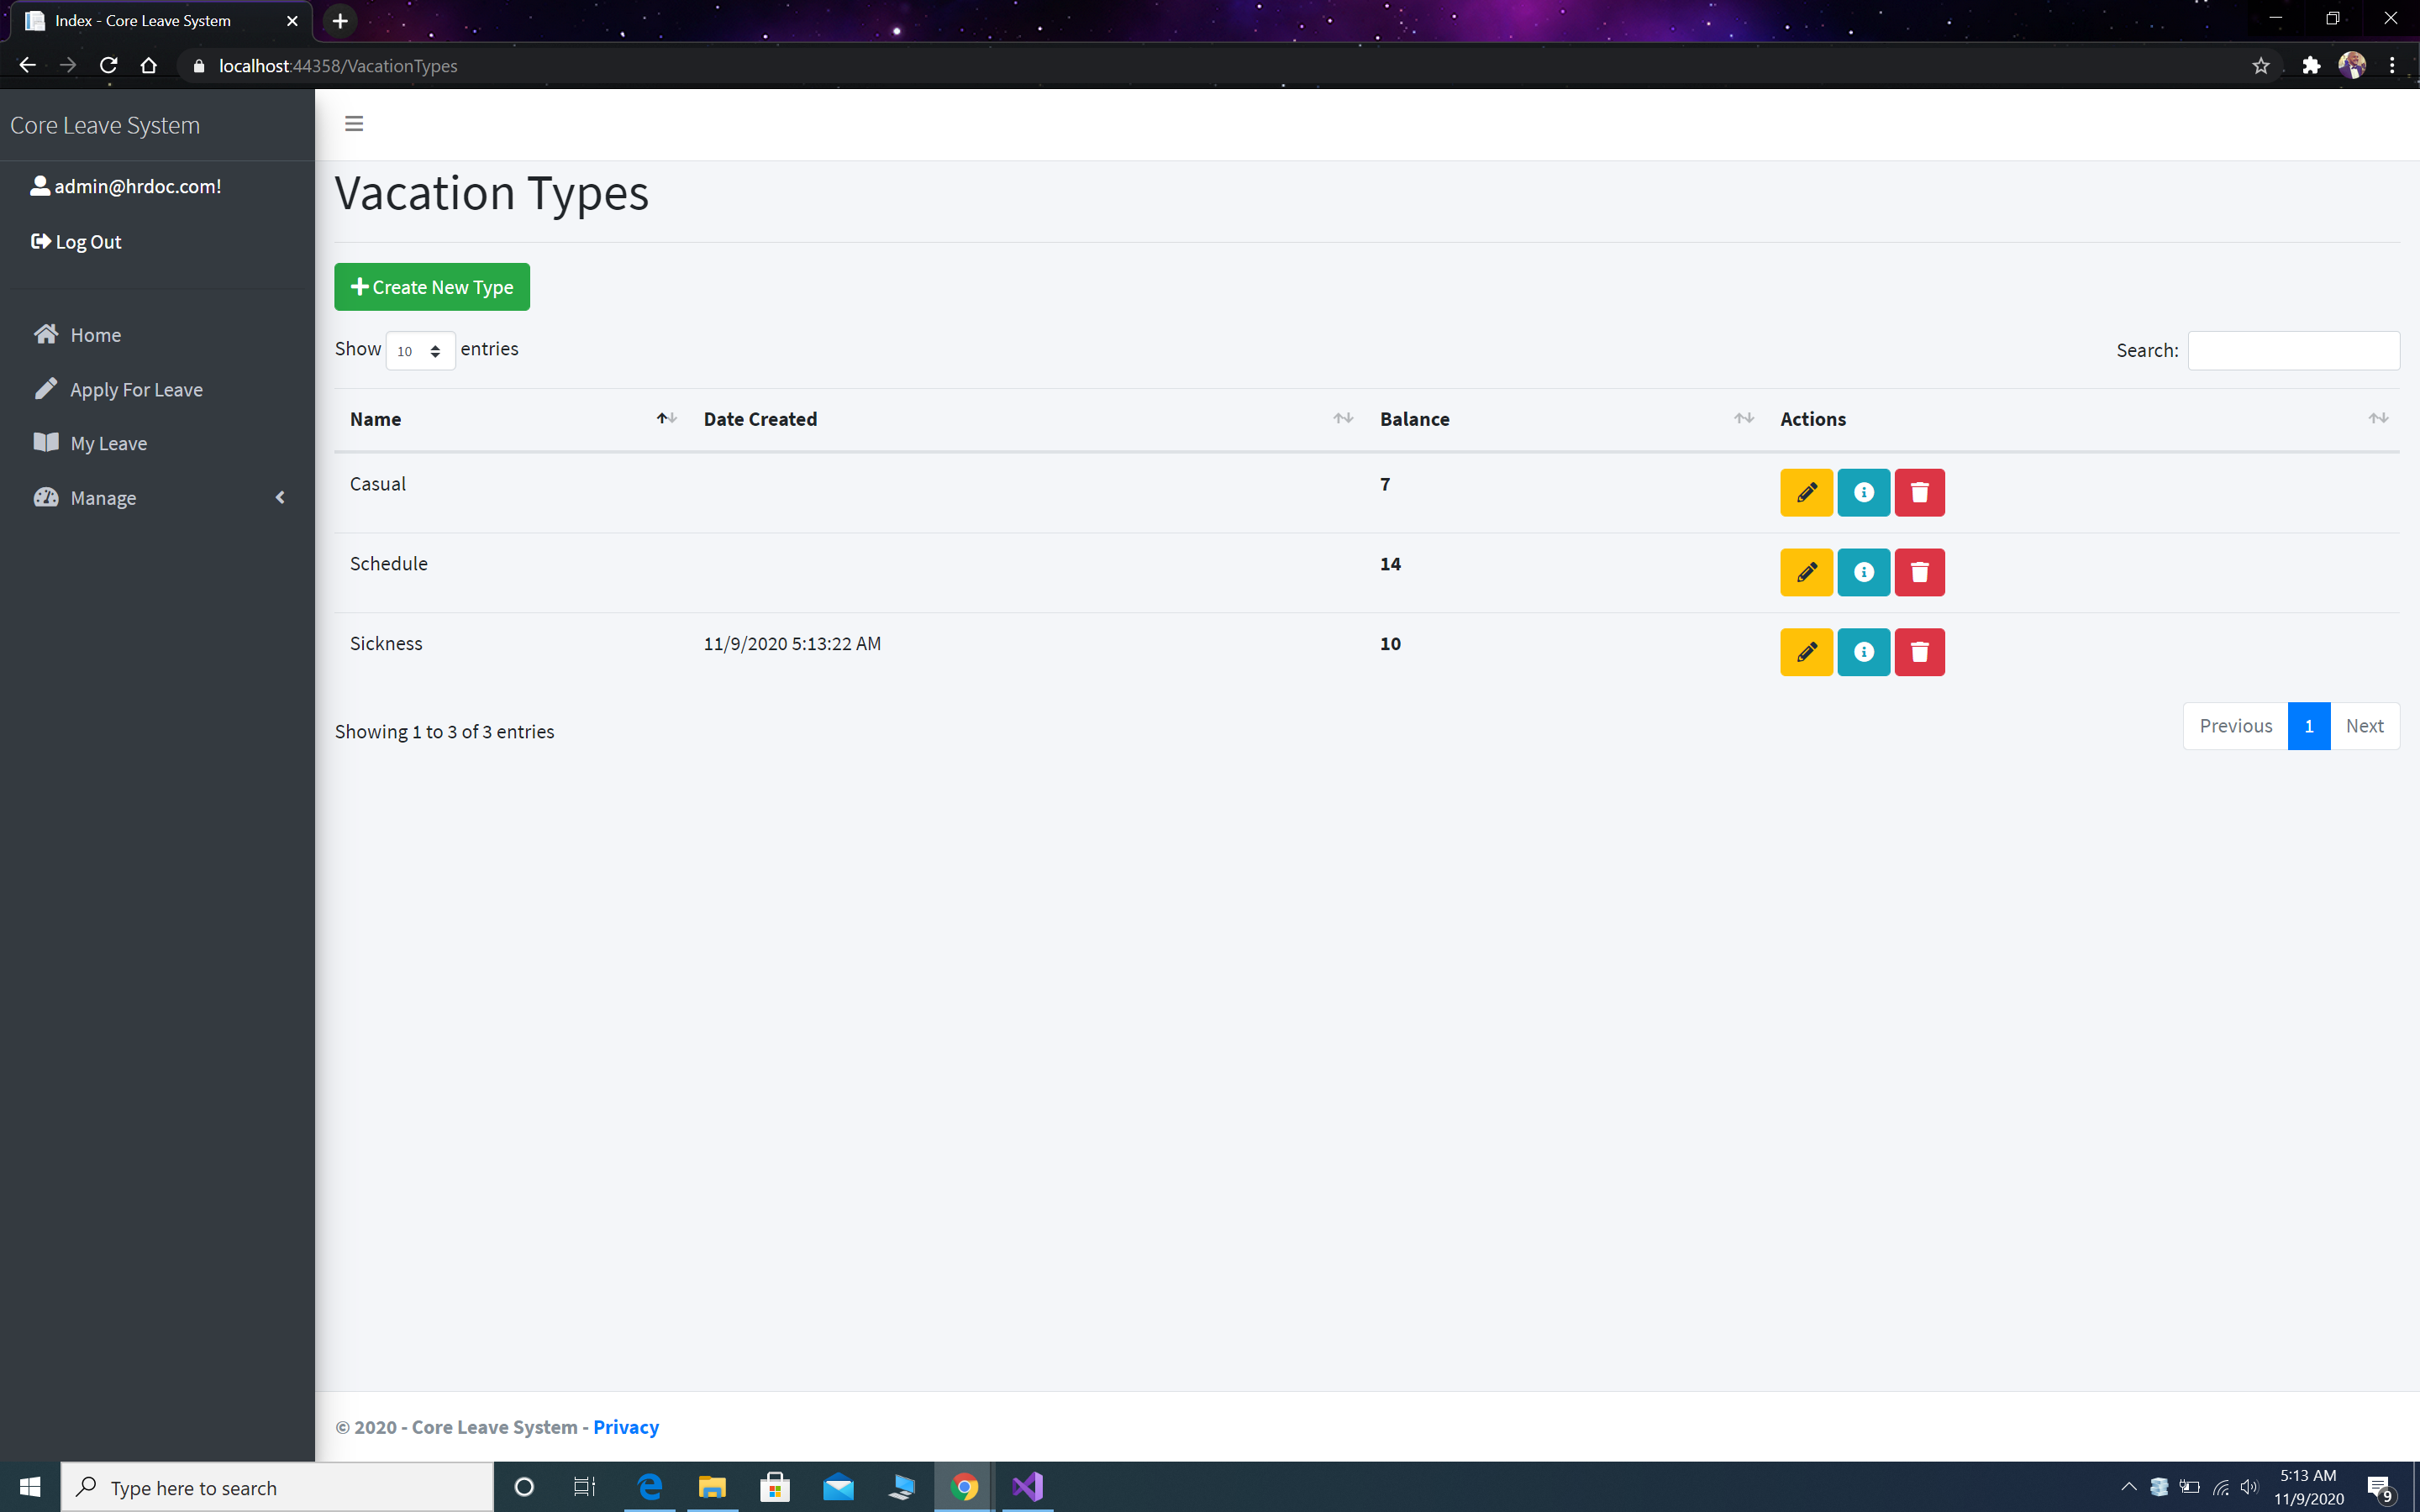 Index - Core Leave System
localhost:44358/VacationTypes
Core Leave System
admin@hrdoc.com!
Log Out
Home
Apply For Leave
My Leave
Manage
Vacation Types
Create New Type
Show 10 entries
Search:
Name Date Created Balance Actions
Casual 7
Schedule 14
Sickness 11/9/2020 5:13:22 AM 10
Showing 1 to 3 of 3 entries
Previous 1 Next
© 2020 - Core Leave System - Privacy
Type here to search
5:13 AM
11/9/2020
9